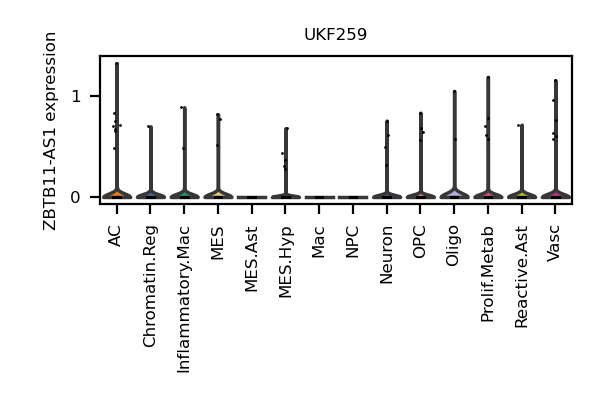 UKF259
ZBTB11-AS1 expression
1
0
AC
Chromatin.Reg
Inflammatory.Mac
MES
MES.Ast
MES.Hyp
Mac
NPC
Neuron
OPC
Oligo
Prolif.Metab
Reactive.Ast
Vasc